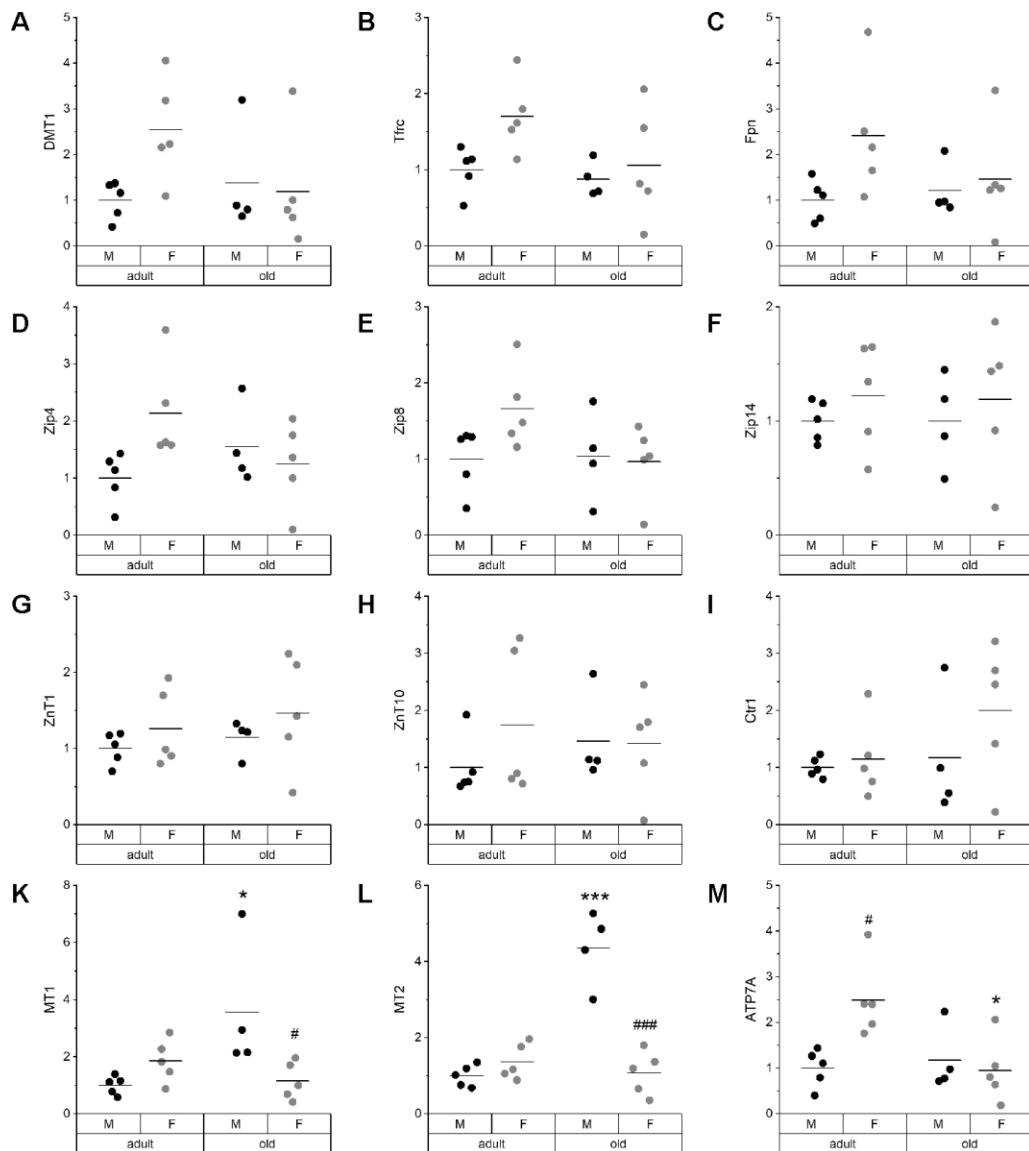 A B C
5 3 5
4 4
2
DMT1 3 Tfrc Fpn 3
2 1 2
1 1
0 0 0
M F M F M F M F M F M F
adult old adult old adult old
D E F
4 3 2
3
2
Zip4 2 Zip8 Zip14 1
1
1
0 0 0
M F M F M F M F M F M F
adult old adult old adult old
G H I
3 4 4
3 3
2
ZnT1 ZnT10 2 Ctr1 2
1
1 1
0 0 0
M F M F M F M F M F M F
adult old adult old adult old
K L M
8 6 5
* *** #
6 4
4
MT1 4 MT2 ATP7A 3
# ### *
2
2 2
1
0 0 0
M F M F M F M F M F M F
adult old adult old adult old